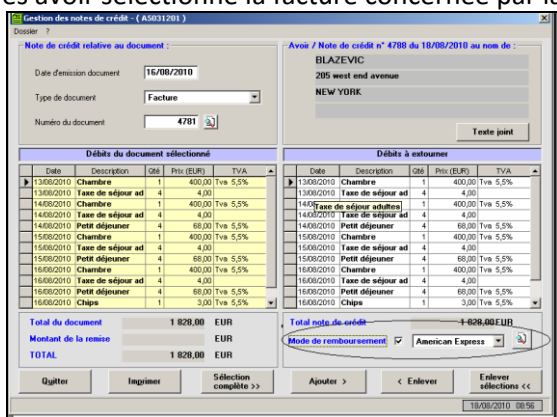 es avoir sélectionné la facture concernée par la
Gestion des notes de crédit - ( A5031201 )
Dossier ?
Note de crédit relative au document :
Date d'emission document 16/08/2010
Type de document Facture
Numéro du document 4781
Avoir / Note de crédit n° 4788 du 18/08/2010 au nom de :
BLAZEVIC
205 west end avenue
NEW YORK
Texte joint
Débits du document sélectionné
Date Description Qté Prix (EUR) TVA
13/08/2010 Chambre 1 400,00 Tva 5,5%
13/08/2010 Taxe de séjour ad 4 4,00
14/08/2010 Chambre 1 400,00 Tva 5,5%
14/08/2010 Taxe de séjour ad 4 4,00
14/08/2010 Petit déjeuner 4 68,00 Tva 5,5%
15/08/2010 Chambre 1 400,00 Tva 5,5%
15/08/2010 Taxe de séjour ad 4 4,00
15/08/2010 Petit déjeuner 4 68,00 Tva 5,5%
16/08/2010 Chambre 1 400,00 Tva 5,5%
16/08/2010 Taxe de séjour ad 4 4,00
16/08/2010 Petit déjeuner 4 68,00 Tva 5,5%
16/08/2010 Chips 1 3,00 Tva 5,5%
Débits à extourner
Date Description Qté Prix (EUR) TVA
13/08/2010 Chambre 1 400,00 Tva 5,5%
13/08/2010 Taxe de séjour ad 4 4,00
14/0 Taxe de séjour adultes 1 400,00 Tva 5,5%
14/08/2010 Taxe de séjour ad 4 4,00
14/08/2010 Petit déjeuner 4 68,00 Tva 5,5%
15/08/2010 Chambre 1 400,00 Tva 5,5%
15/08/2010 Taxe de séjour ad 4 4,00
15/08/2010 Petit déjeuner 4 68,00 Tva 5,5%
16/08/2010 Chambre 1 400,00 Tva 5,5%
16/08/2010 Taxe de séjour ad 4 4,00
16/08/2010 Petit déjeuner 4 68,00 Tva 5,5%
16/08/2010 Chips 1 3,00 Tva 5,5%
Total du document 1 828,00 EUR
Montant de la remise EUR
TOTAL 1 828,00 EUR
Total note de crédit 1 828,00 EUR
Mode de remboursement American Express
Quitter Imprimer Sélection complète >> Ajouter > < Enlever Enlever sélections <<
18/08/2010 08:56